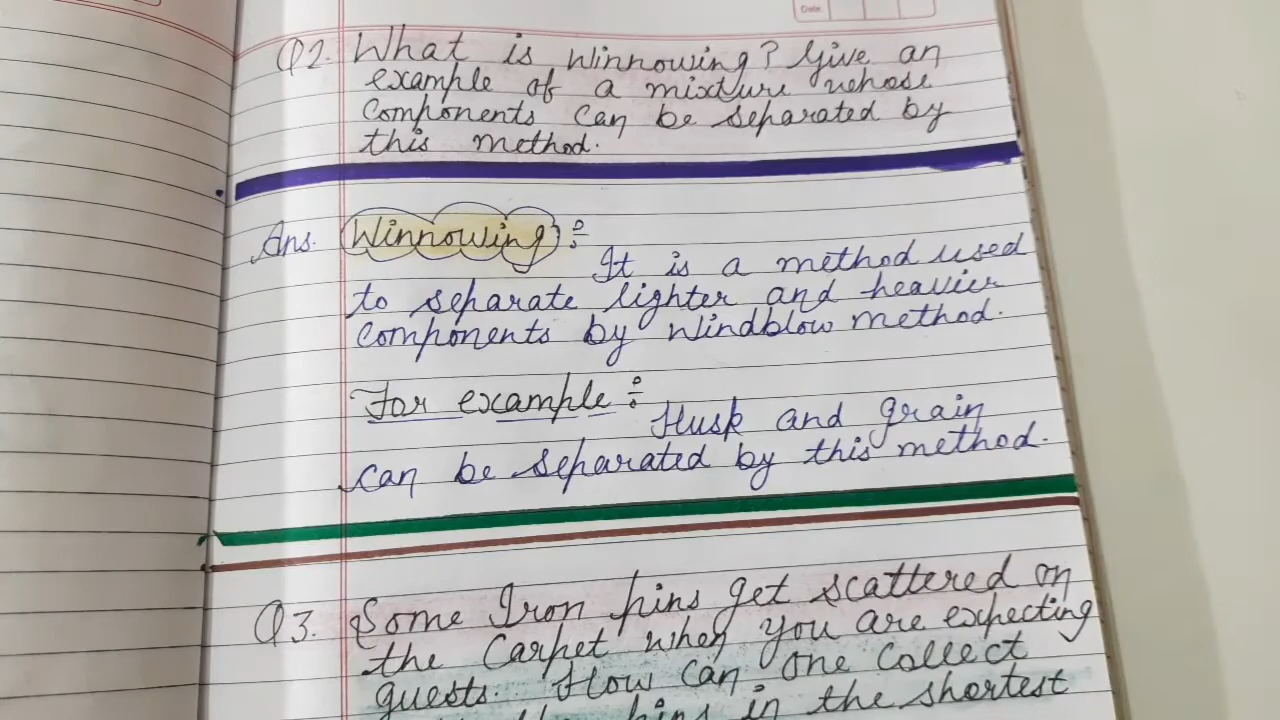 Date:
Q2. What is Winnowing? Give an
example of a mixture whose
components can be separated by
this method.
Ans. Winnowing:
It is a method used
to separate lighter and heavier
components by Windblow method.
For example: Husk and grain
can be separated by this method.
Q3. Some Iron pins get scattered on
the Carpet when you are expecting
guests. How can one collect
pins in the shortest